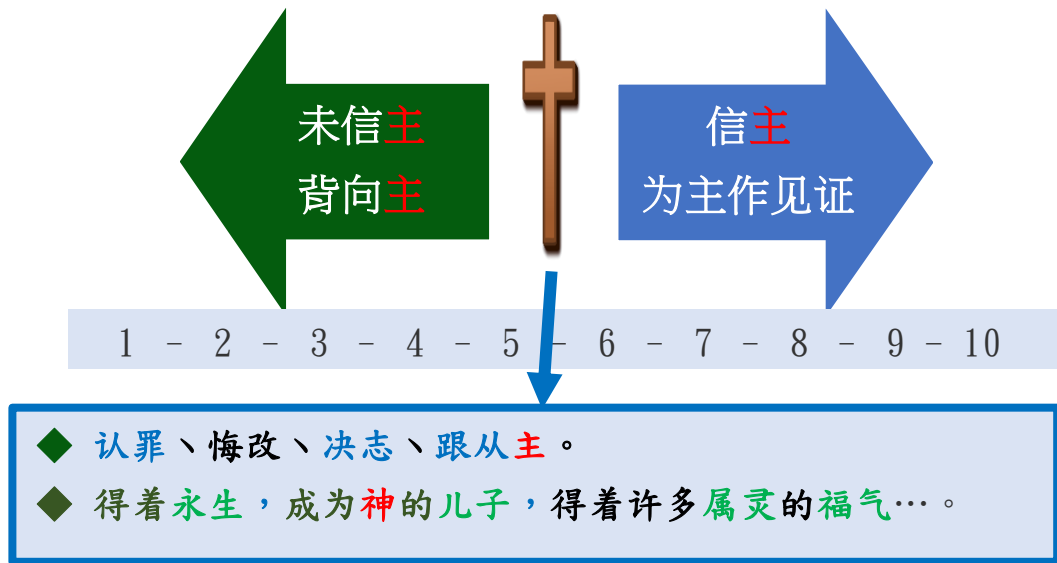 未信主
背向主
信主
为主作见证
1 - 2 - 3 - 4 - 5 - 6 - 7 - 8 - 9 - 10
◆ 认罪、悔改、决志、跟从主。
◆ 得着永生，成为神的儿子，得着许多属灵的福气…。